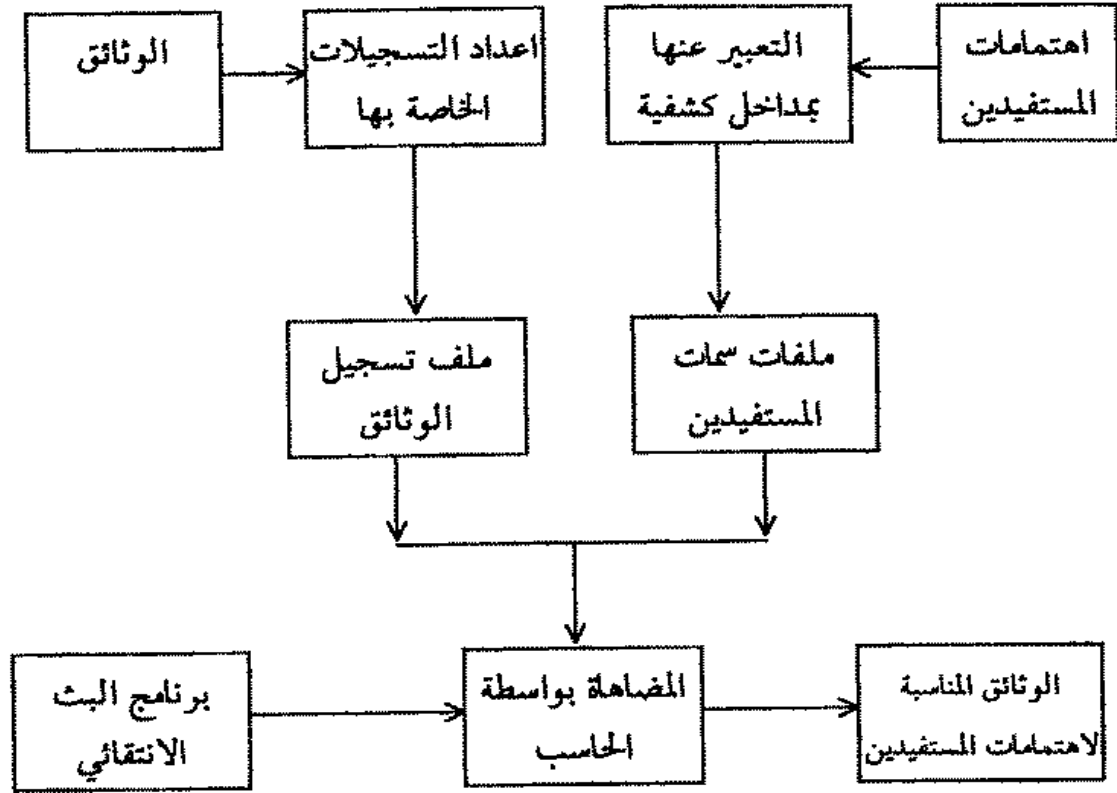 اهتمامات
المستفيدين
التعبير عنها
بمداخل كشفية
اعداد التسجيلات
الخاصة بها
الوثائق
ملفات سمات
المستفيدين
ملف تسجيل
الوثائق
الوثائق المناسبة
لاهتمامات المستفيدين
المضاهاة بواسطة
الحاسب
برنامج البث
الانتقائي